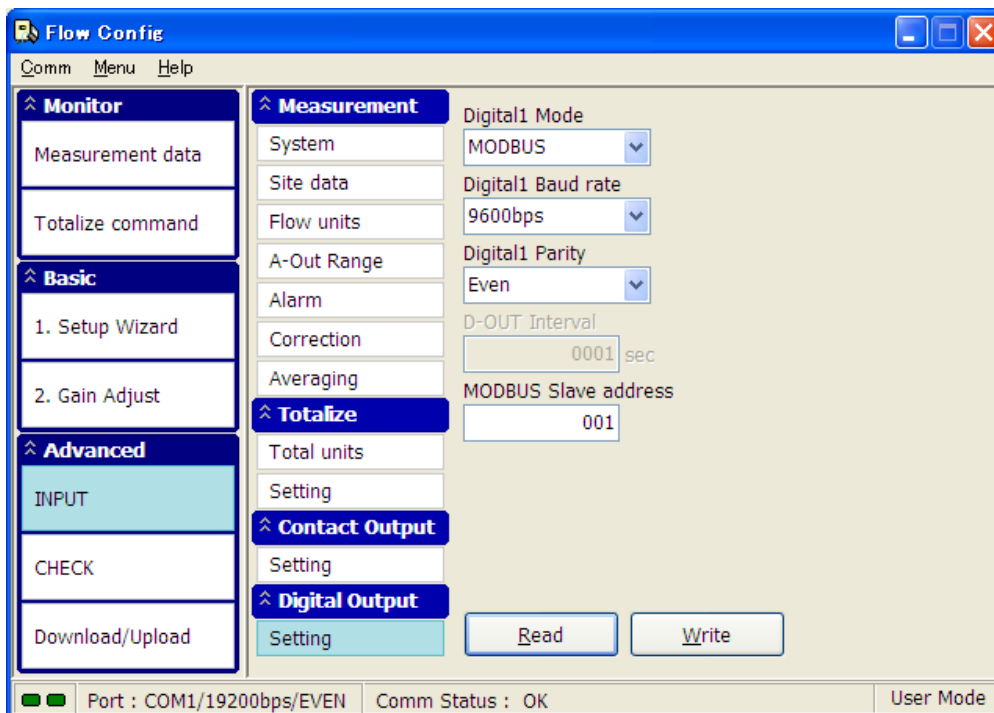 Flow Config
Comm Menu Help
Monitor
Measurement data
Totalize command
Basic
1. Setup Wizard
2. Gain Adjust
Advanced
INPUT
CHECK
Download/Upload
Measurement
System
Site data
Flow units
A-Out Range
Alarm
Correction
Averaging
Totalize
Total units
Setting
Contact Output
Setting
Digital Output
Setting
Digital1 Mode
MODBUS
Digital1 Baud rate
9600bps
Digital1 Parity
Even
D-OUT Interval
0001 sec
MODBUS Slave address
001
Read Write
Port : COM1/19200bps/EVEN Comm Status : OK User Mode